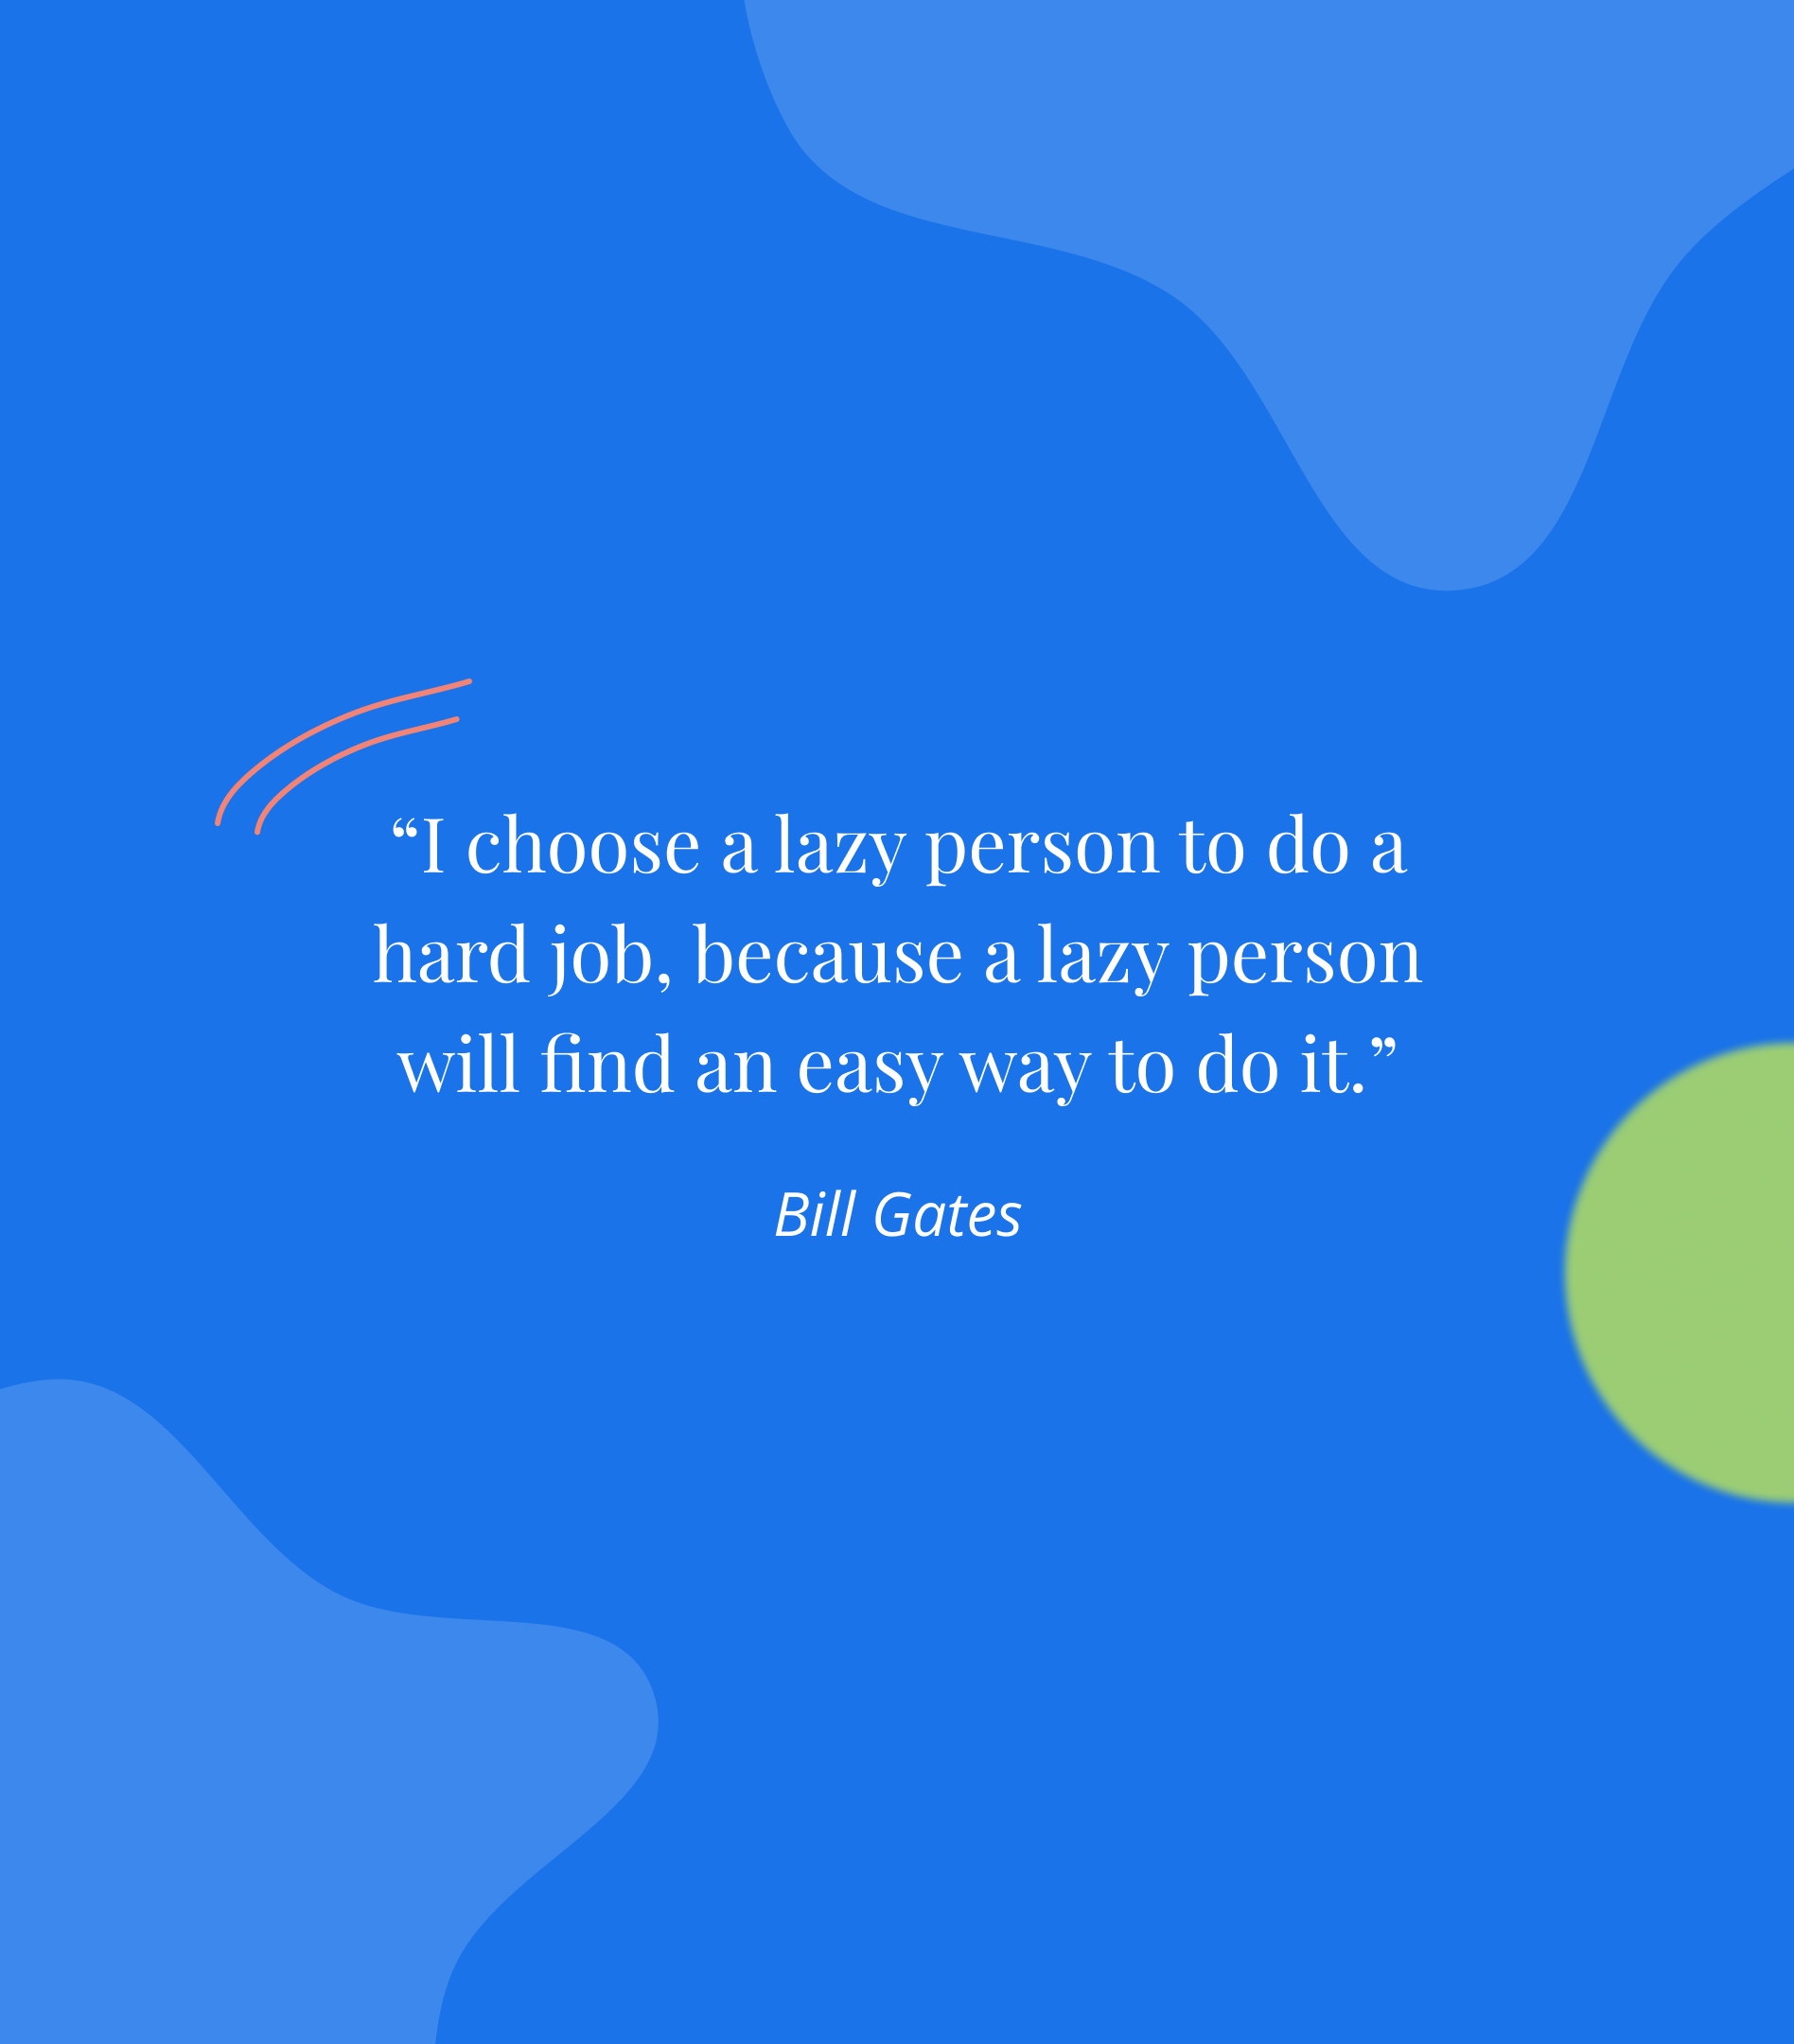 “I choose a lazy person to do a
hard job, because a lazy person
will find an easy way to do it.”
Bill Gates